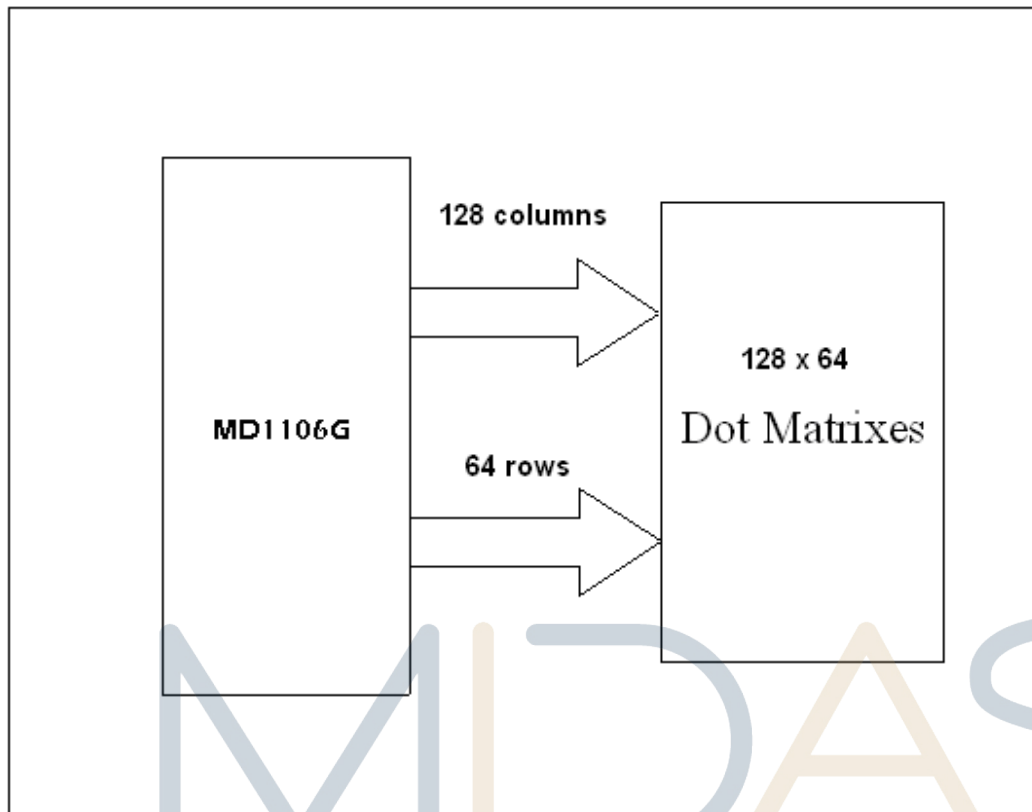 128 columns
128 x 64
MD1106G
Dot Matrixes
64 rows
MIDAS